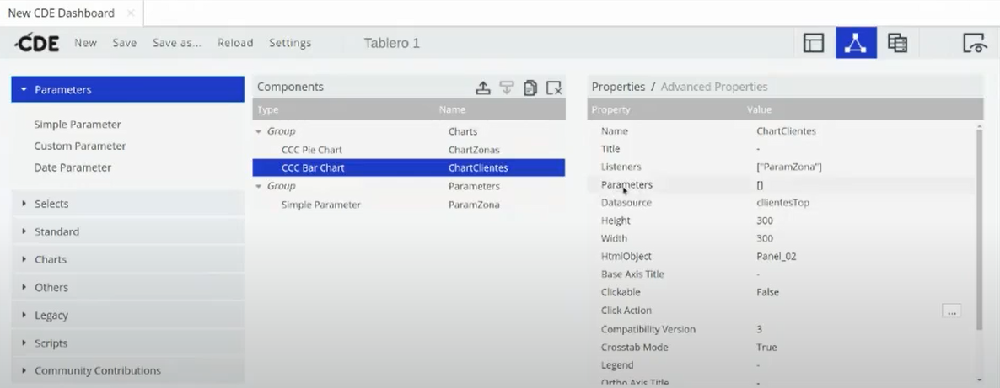 New CDE Dashboard ×
CDE New Save Save as... Reload Settings Tablero 1
Parameters
Simple Parameter
Custom Parameter
Date Parameter
Selects
Standard
Charts
Others
Legacy
Scripts
Community Contributions
Components
Type Name
Group Charts
CCC Pie Chart ChartZonas
CCC Bar Chart ChartClientes
Group Parameters
Simple Parameter ParamZona
Properties / Advanced Properties
Property Value
Name ChartClientes
Title -
Listeners ["ParamZona"]
Parameters []
Datasource cllientesTop
Height 300
Width 300
HtmlObject Panel_02
Base Axis Title -
Clickable False
Click Action ...
Compatibility Version 3
Crosstab Mode True
Legend -
Ortho Axis Title -